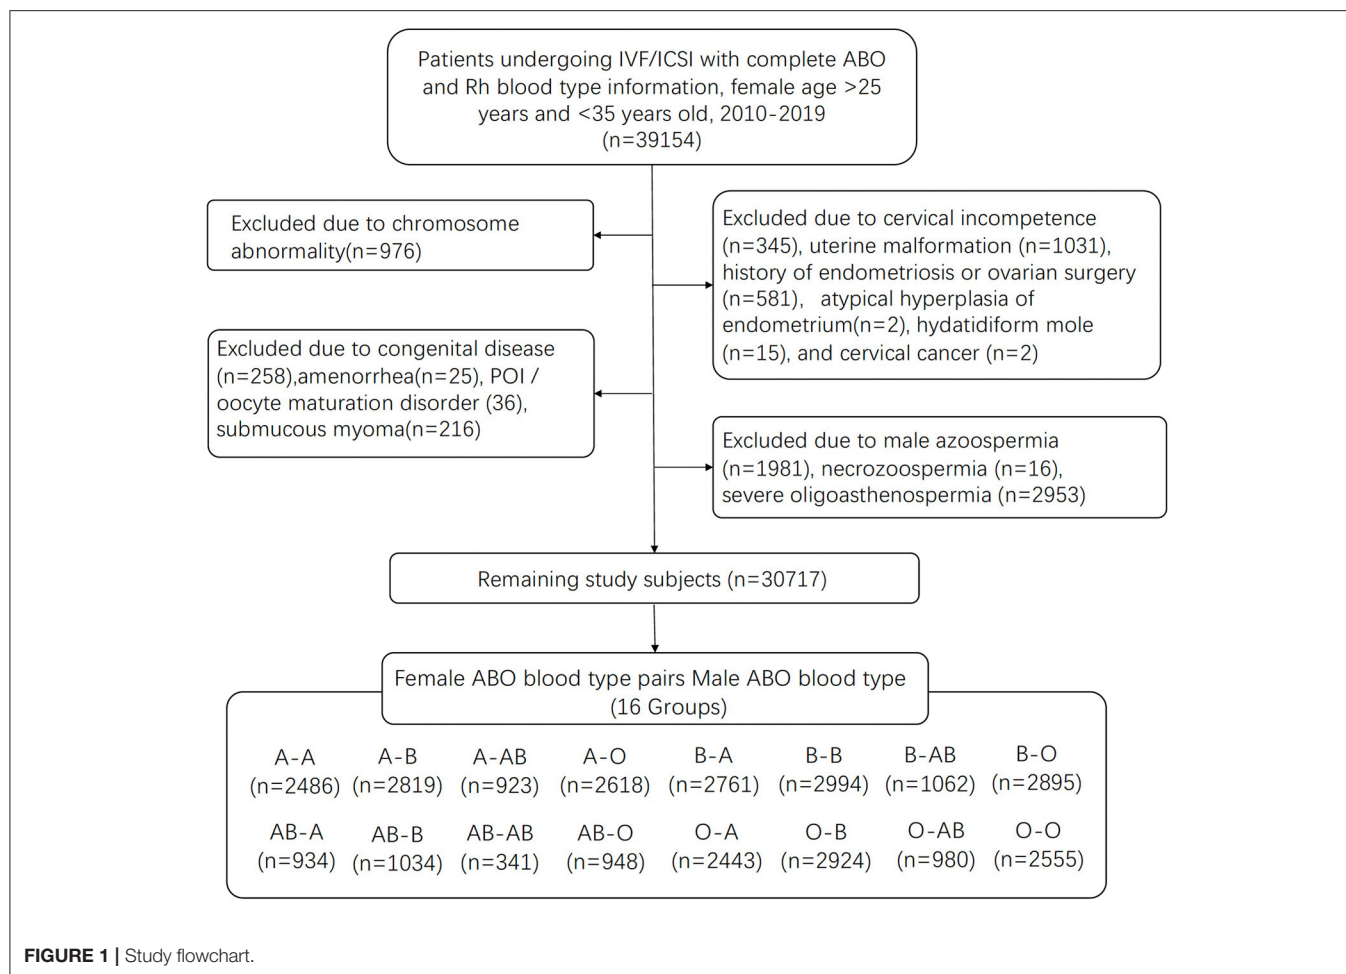 Patients undergoing IVF/ICSI with complete ABO
and Rh blood type information, female age >25
years and <35 years old, 2010-2019
(n=39154)
Excluded due to chromosome
abnormality(n=976)
Excluded due to cervical incompetence
(n=345), uterine malformation (n=1031),
history of endometriosis or ovarian surgery
(n=581), atypical hyperplasia of
endometrium(n=2), hydatidiform mole
(n=15), and cervical cancer (n=2)
Excluded due to congenital disease
(n=258),amenorrhea(n=25), POI /
oocyte maturation disorder (36),
submucous myoma(n=216)
Excluded due to male azoospermia
(n=1981), necrozoospermia (n=16),
severe oligoasthenospermia (n=2953)
Remaining study subjects (n=30717)
Female ABO blood type pairs Male ABO blood type
(16 Groups)
A-A A-B A-AB A-O B-A B-B B-AB B-O
(n=2486) (n=2819) (n=923) (n=2618) (n=2761) (n=2994) (n=1062) (n=2895)
AB-A AB-B AB-AB AB-O O-A O-B O-AB O-O
(n=934) (n=1034) (n=341) (n=948) (n=2443) (n=2924) (n=980) (n=2555)
FIGURE 1 | Study flowchart.